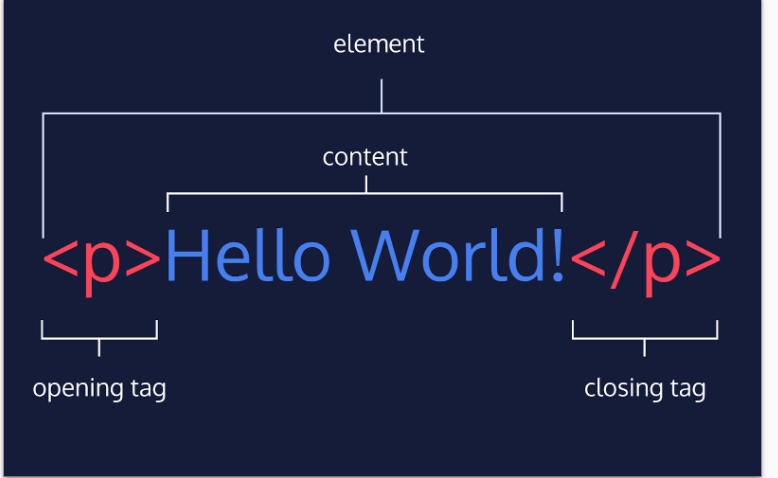 element
content
<p>Hello World!</p>
opening tag
closing tag